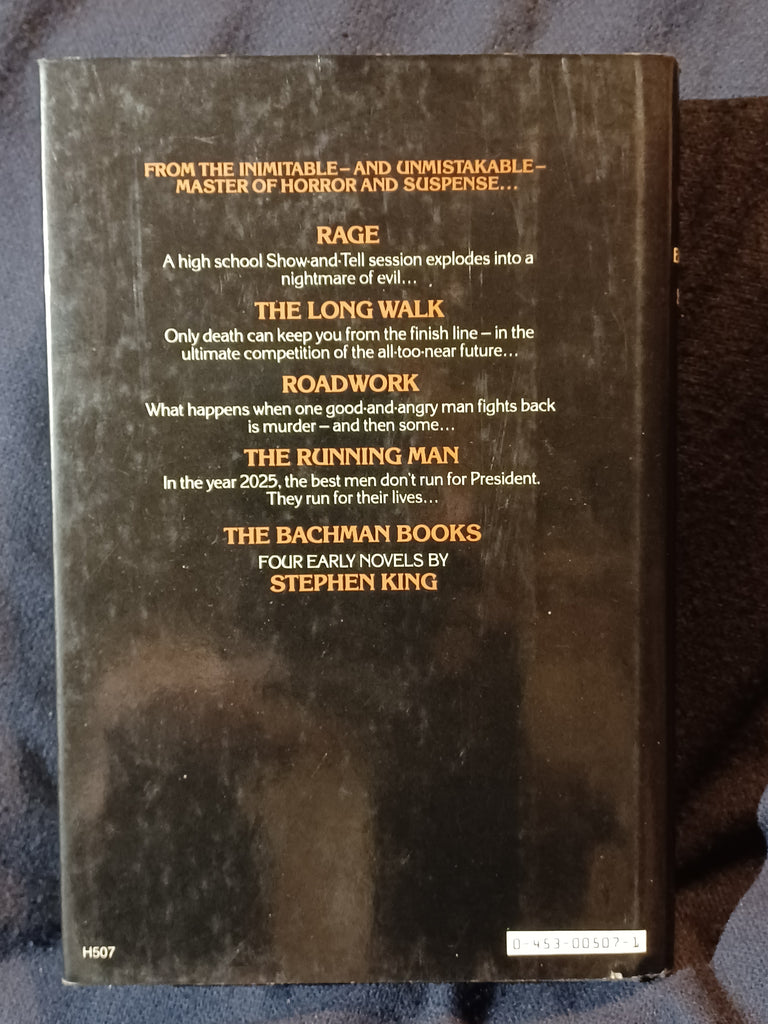 FROM THE INIMITABLE – AND UNMISTAKABLE –
MASTER OF HORROR AND SUSPENSE...
RAGE
A high school Show-and-Tell session explodes into a
nightmare of evil...
THE LONG WALK
Only death can keep you from the finish line – in the
ultimate competition of the all-too-near future...
ROADWORK
What happens when one good-and-angry man fights back
is murder – and then some...
THE RUNNING MAN
In the year 2025, the best men don't run for President.
They run for their lives...
THE BACHMAN BOOKS
FOUR EARLY NOVELS BY
STEPHEN KING
H507
0-453-00507-1